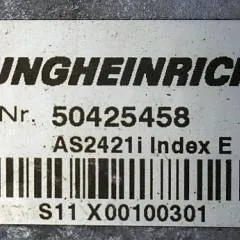 UNGHEINRICH
Nr. 50425458
AS2421i Index E
S11 X00100301